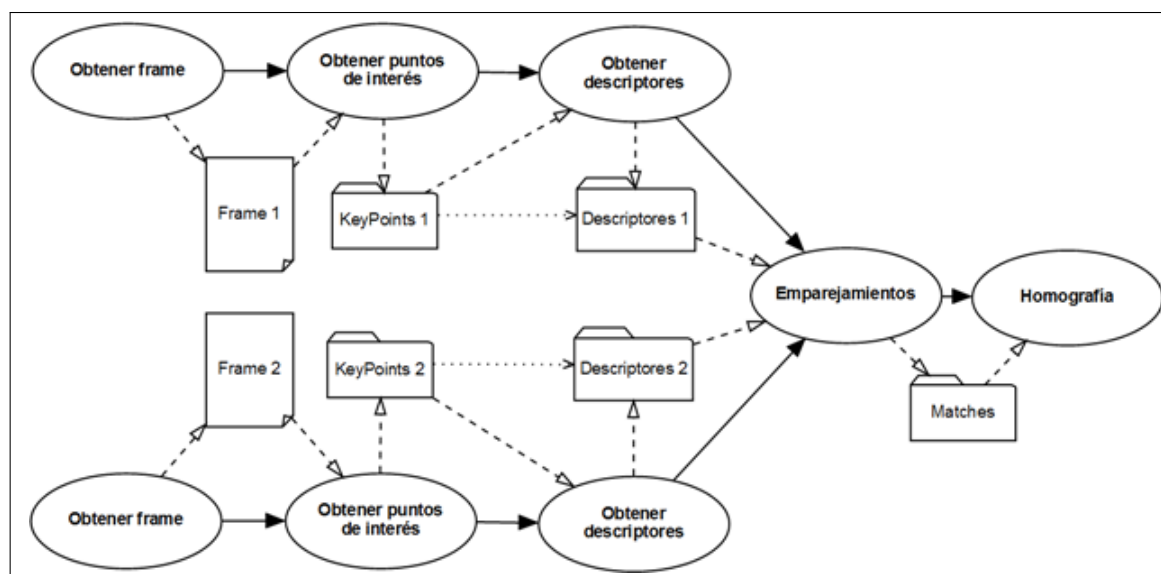 Obtener frame
Obtener puntos
de interés
Obtener
descriptores
Frame 1
KeyPoints 1
Descriptores 1
Emparejamientos
Homografía
Frame 2
KeyPoints 2
Descriptores 2
Matches
Obtener frame
Obtener puntos
de interés
Obtener
descriptores